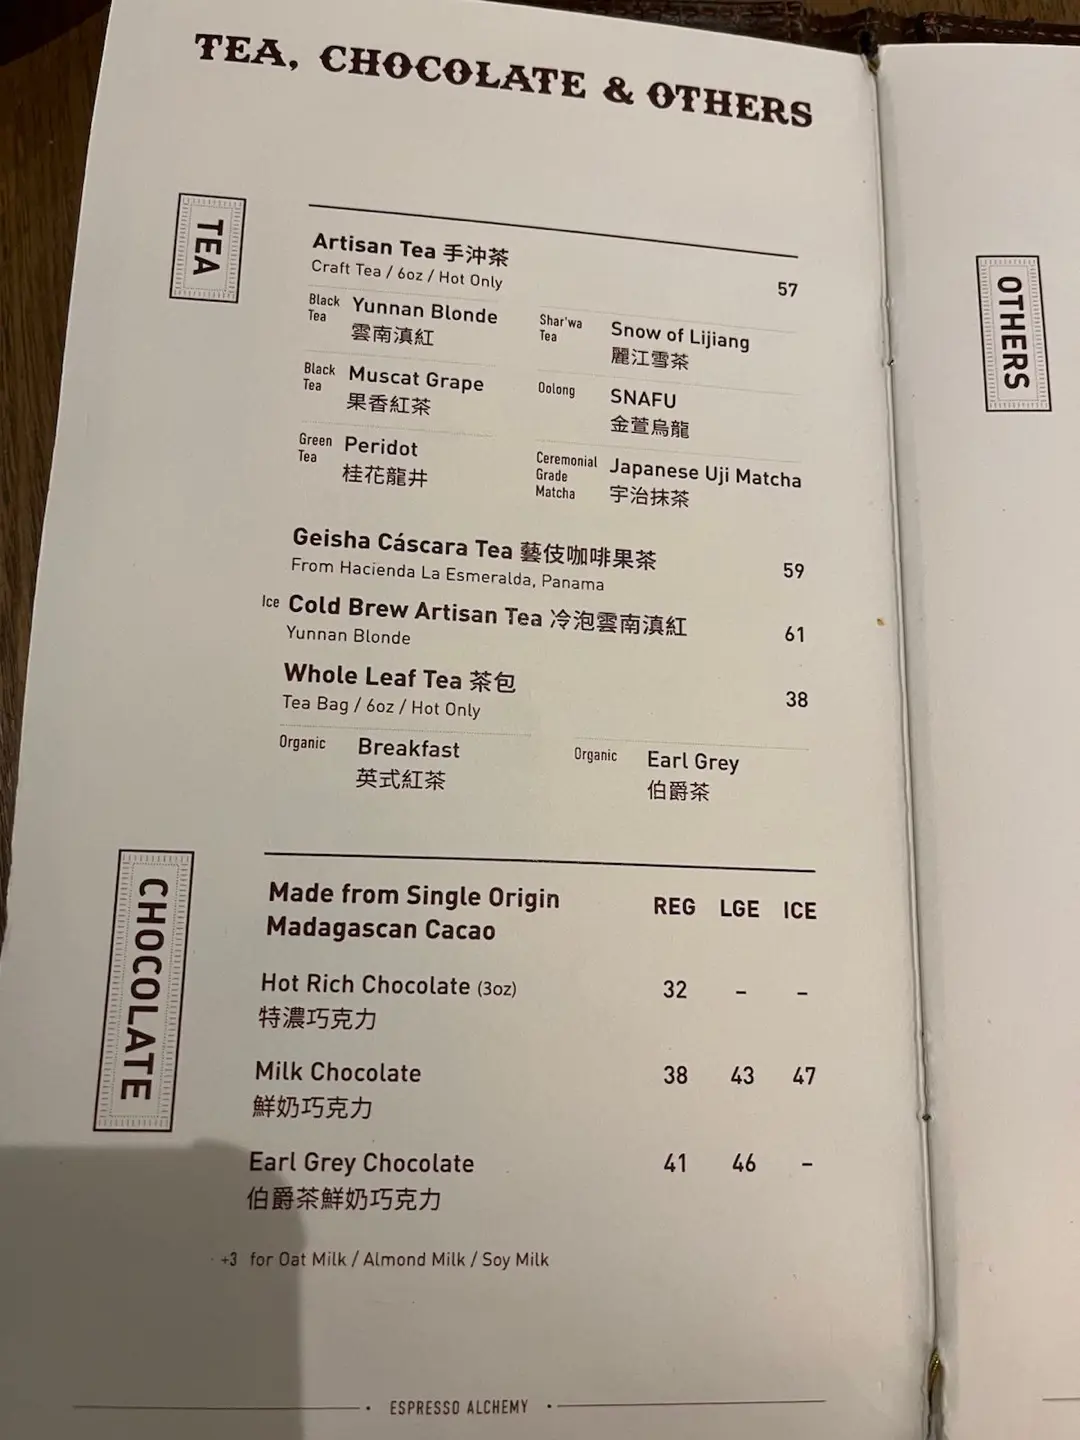 TEA, CHOCOLATE & OTHERS
TEA
Artisan Tea 手沖茶
Craft Tea / 6oz / Hot Only
57
Black Tea
Yunnan Blonde
雲南滇紅
Shar'wa Tea
Snow of Lijiang
麗江雪茶
Black Tea
Muscat Grape
果香紅茶
Oolong
SNAFU
金萱烏龍
Green Tea
Peridot
桂花龍井
Ceremonial Grade Matcha
Japanese Uji Matcha
宇治抹茶
Geisha Cáscara Tea 藝伎咖啡果茶
From Hacienda La Esmeralda, Panama
59
Ice Cold Brew Artisan Tea 冷泡雲南滇紅
Yunnan Blonde
61
Whole Leaf Tea 茶包
Tea Bag / 6oz / Hot Only
38
Organic
Breakfast
英式紅茶
Organic
Earl Grey
伯爵茶
CHOCOLATE
Made from Single Origin
Madagascan Cacao
REG LGE ICE
Hot Rich Chocolate (3oz) 32 – –
特濃巧克力
Milk Chocolate 38 43 47
鮮奶巧克力
Earl Grey Chocolate 41 46 –
伯爵茶鮮奶巧克力
+3 for Oat Milk / Almond Milk / Soy Milk
ESPRESSO ALCHEMY
OTHERS